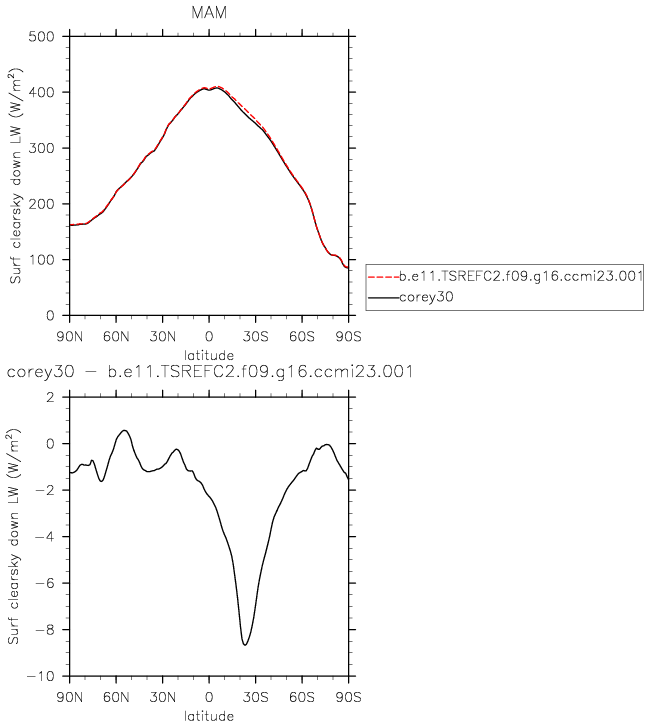 MAM
Surf clearsky down LW (W/m²)
500
400
300
200
100
0
90N 60N 30N 0 30S 60S 90S
latitude
b.e11.TSREFC2.f09.g16.ccmi23.001
corey30
corey30 − b.e11.TSREFC2.f09.g16.ccmi23.001
Surf clearsky down LW (W/m²)
2
0
−2
−4
−6
−8
−10
90N 60N 30N 0 30S 60S 90S
latitude